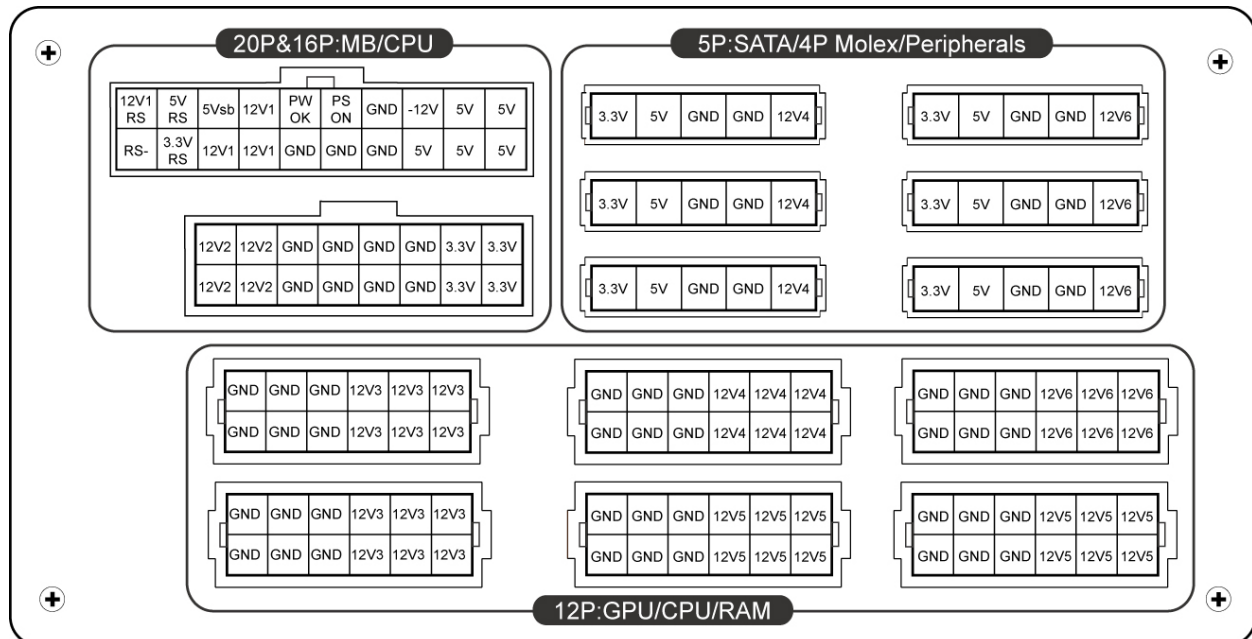 20P&16P:MB/CPU
12V1 RS 5V RS 5Vsb 12V1 PW OK PS ON GND -12V 5V 5V
RS- 3.3V RS 12V1 12V1 GND GND GND 5V 5V 5V
12V2 12V2 GND GND GND GND 3.3V 3.3V
12V2 12V2 GND GND GND GND 3.3V 3.3V
5P:SATA/4P Molex/Peripherals
3.3V 5V GND GND 12V4
3.3V 5V GND GND 12V6
3.3V 5V GND GND 12V4
3.3V 5V GND GND 12V6
3.3V 5V GND GND 12V4
3.3V 5V GND GND 12V6
GND GND GND 12V3 12V3 12V3
GND GND GND 12V3 12V3 12V3
GND GND GND 12V4 12V4 12V4
GND GND GND 12V4 12V4 12V4
GND GND GND 12V6 12V6 12V6
GND GND GND 12V6 12V6 12V6
GND GND GND 12V3 12V3 12V3
GND GND GND 12V3 12V3 12V3
GND GND GND 12V5 12V5 12V5
GND GND GND 12V5 12V5 12V5
GND GND GND 12V5 12V5 12V5
GND GND GND 12V5 12V5 12V5
12P:GPU/CPU/RAM